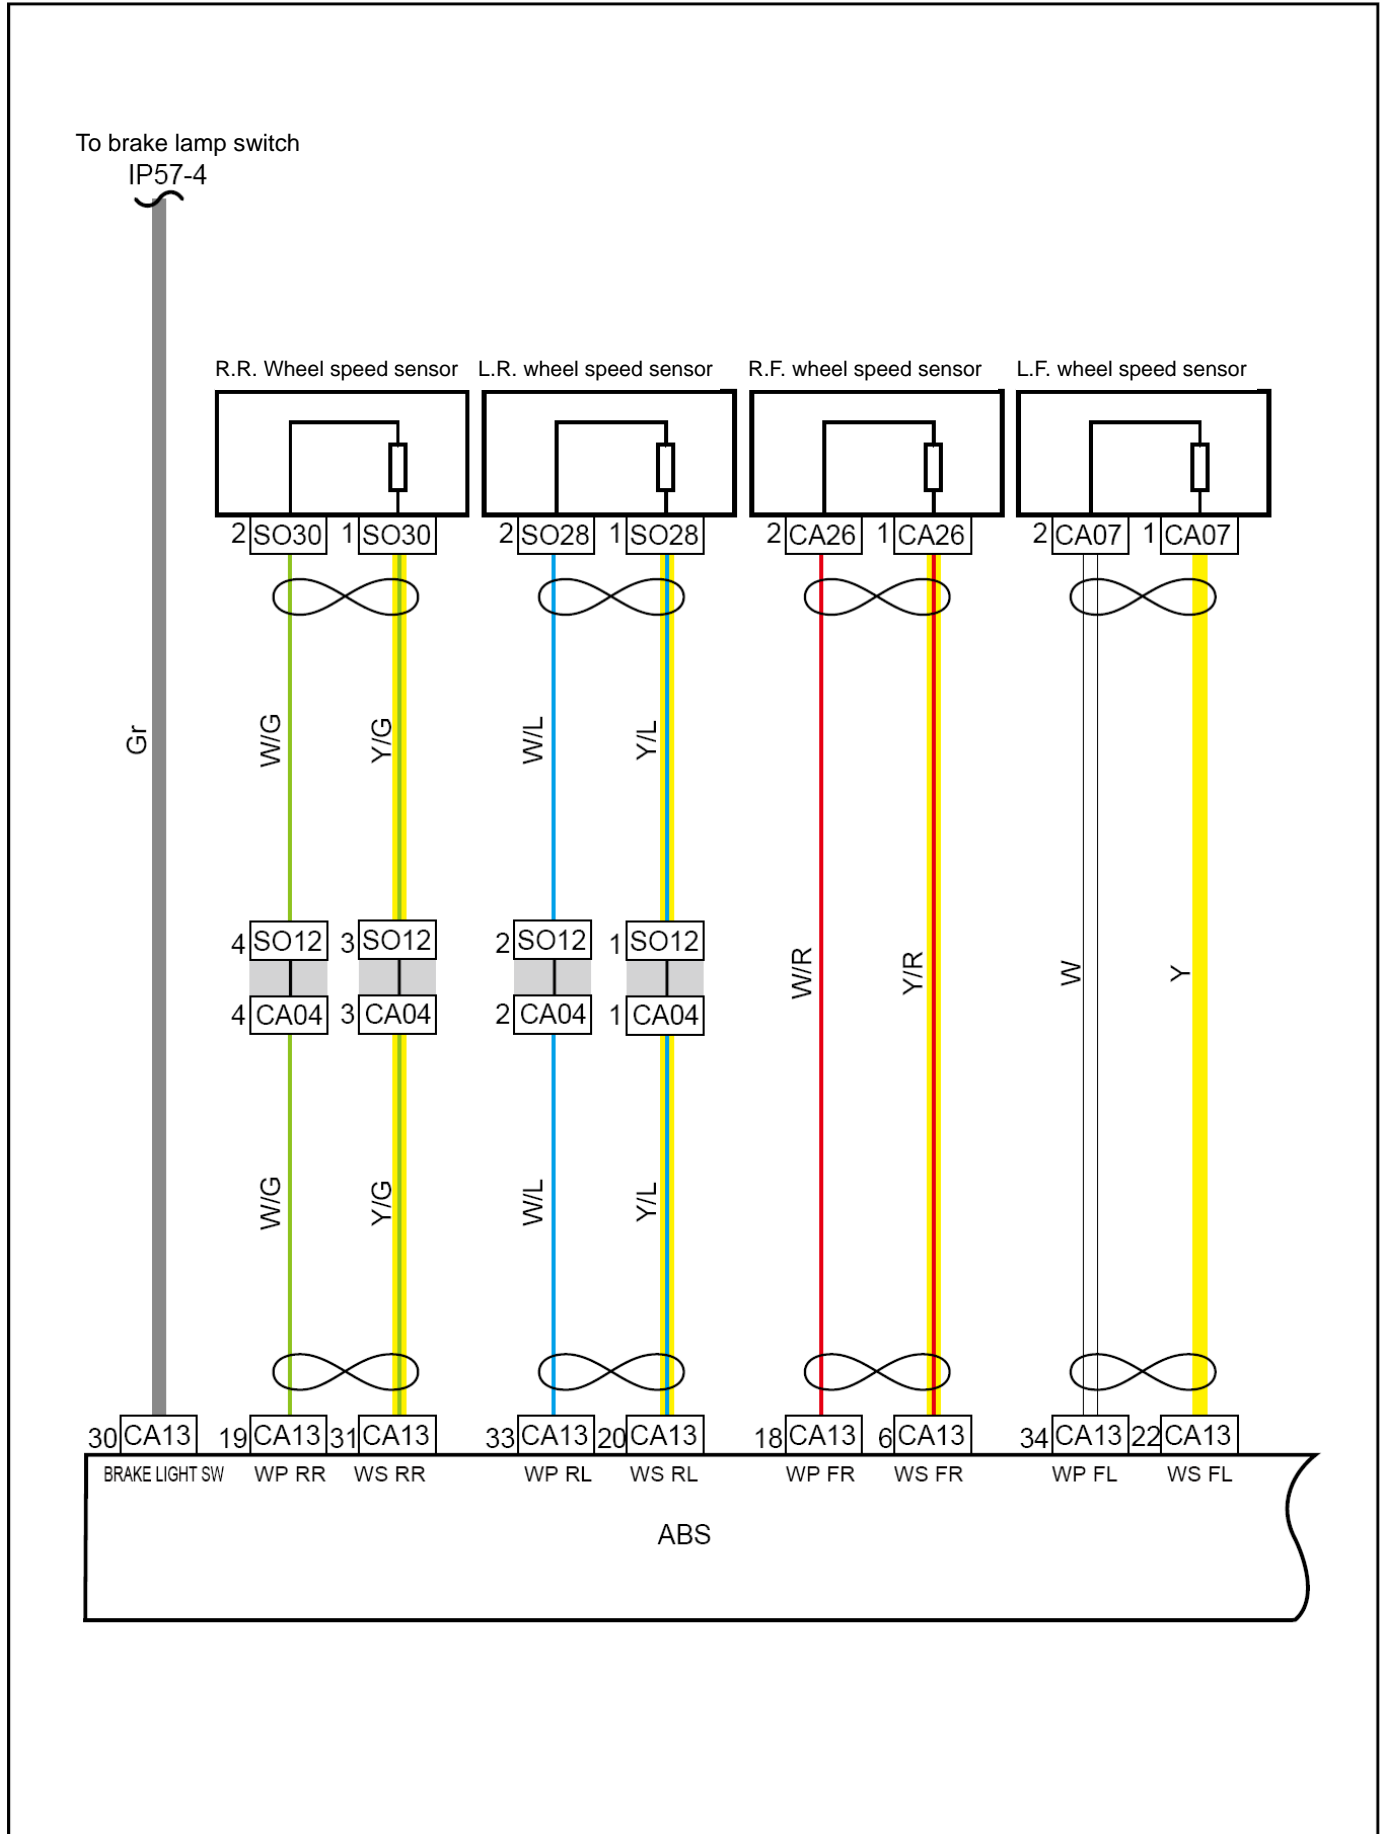 To brake lamp switch
IP57-4
R.R. Wheel speed sensor L.R. wheel speed sensor R.F. wheel speed sensor L.F. wheel speed sensor
2 SO30 1 SO30 2 SO28 1 SO28 2 CA26 1 CA26 2 CA07 1 CA07
Gr W/G Y/G W/L Y/L
4 SO12 3 SO12 2 SO12 1 SO12
W/R Y/R W Y
4 CA04 3 CA04 2 CA04 1 CA04
W/G Y/G W/L Y/L
30 CA13 19 CA13 31 CA13 33 CA13 20 CA13 18 CA13 6 CA13 34 CA13 22 CA13
BRAKE LIGHT SW WP RR WS RR WP RL WS RL WP FR WS FR WP FL WS FL
ABS